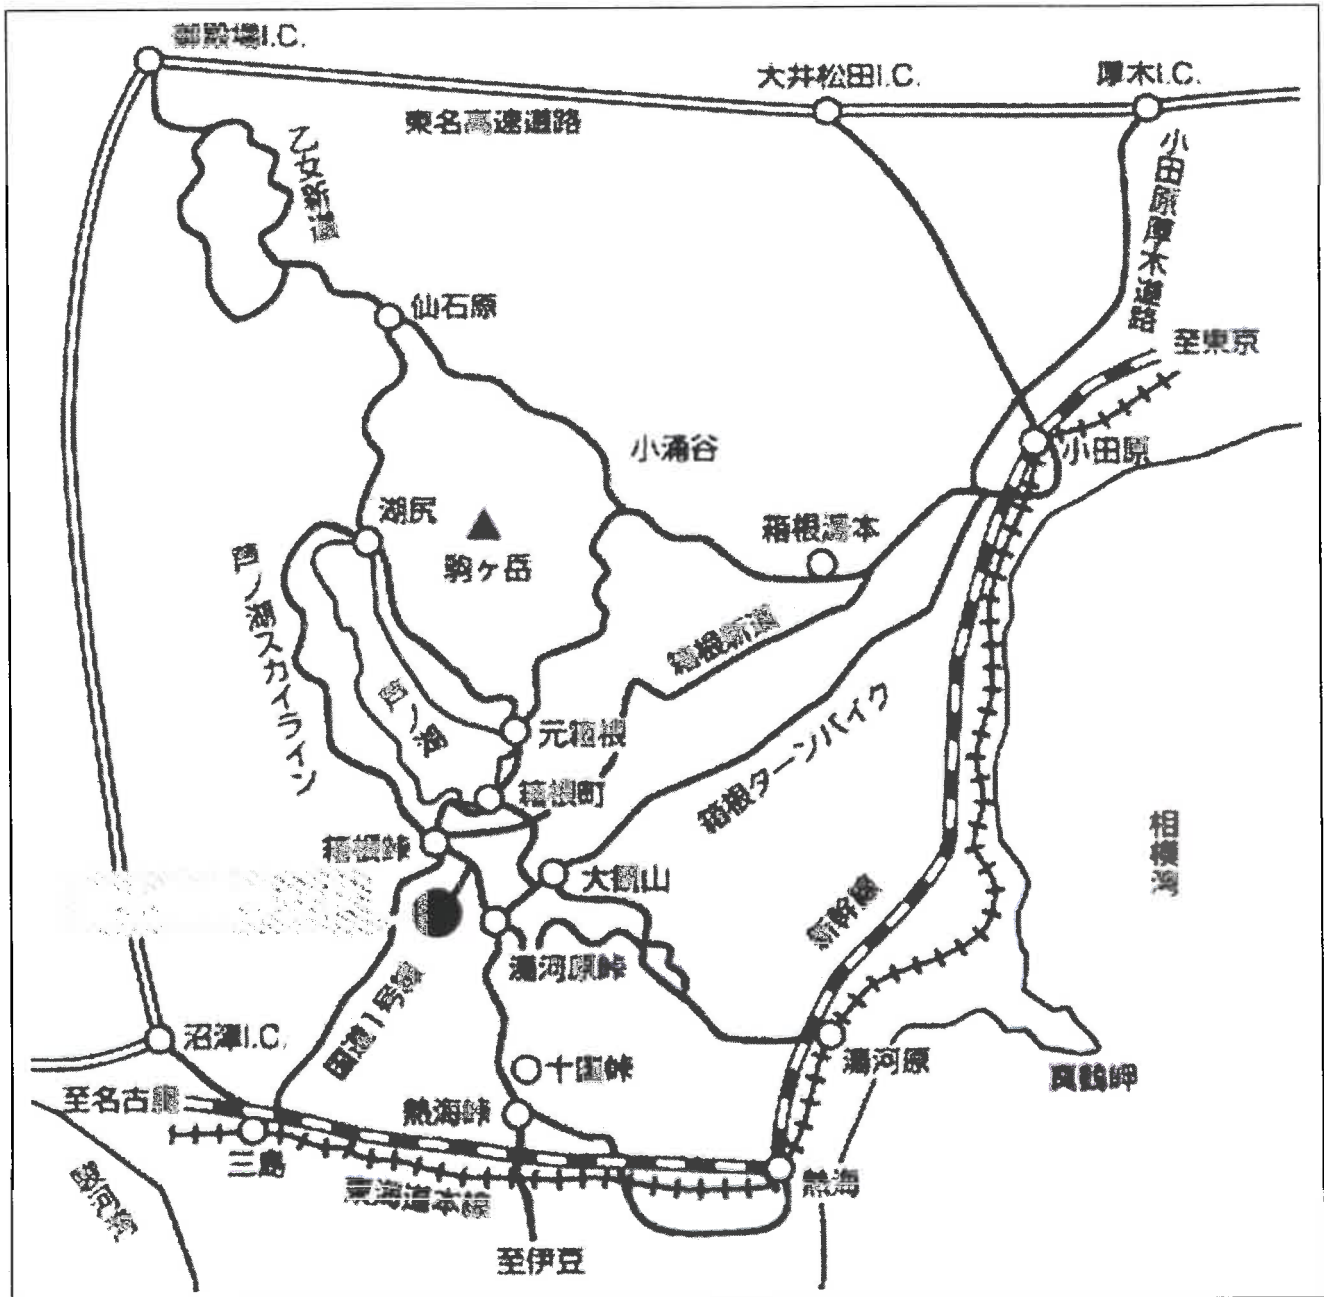 御殿場I.C.
大井松田I.C.
厚木I.C.
東名高速道路
乙女新道
小田原厚木道路
至東京
仙石原
小涌谷
小田原
湖尻
駒ヶ岳
箱根湯本
芦ノ湖スカイライン
芦ノ湖
箱根新道
元箱根
箱根ターンバイク
箱根町
箱根峠
大観山
相模湾
新幹線
湯河原峠
国道1号線
沼津I.C.
十国峠
湯河原
真鶴岬
至名古屋
熱海峠
三島
熱海
東海道本線
駿河湾
至伊豆